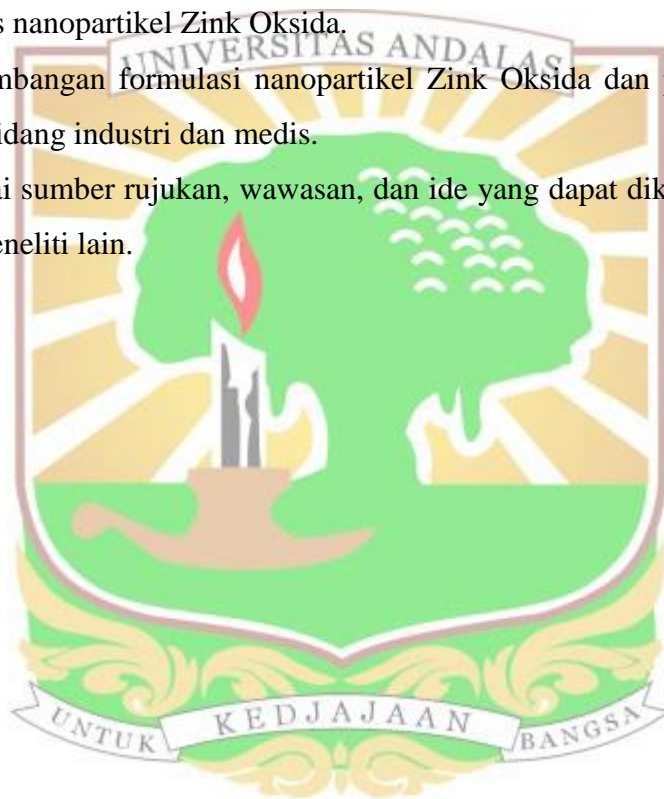 s nanopartikel Zink Oksida.
UNIVERSITAS ANDALAS
mbangan formulasi nanopartikel Zink Oksida dan
idang industri dan medis.
ai sumber rujukan, wawasan, dan ide yang dapat dik
eneliti lain.
UNTUK KEDJAJAAN BANGSA